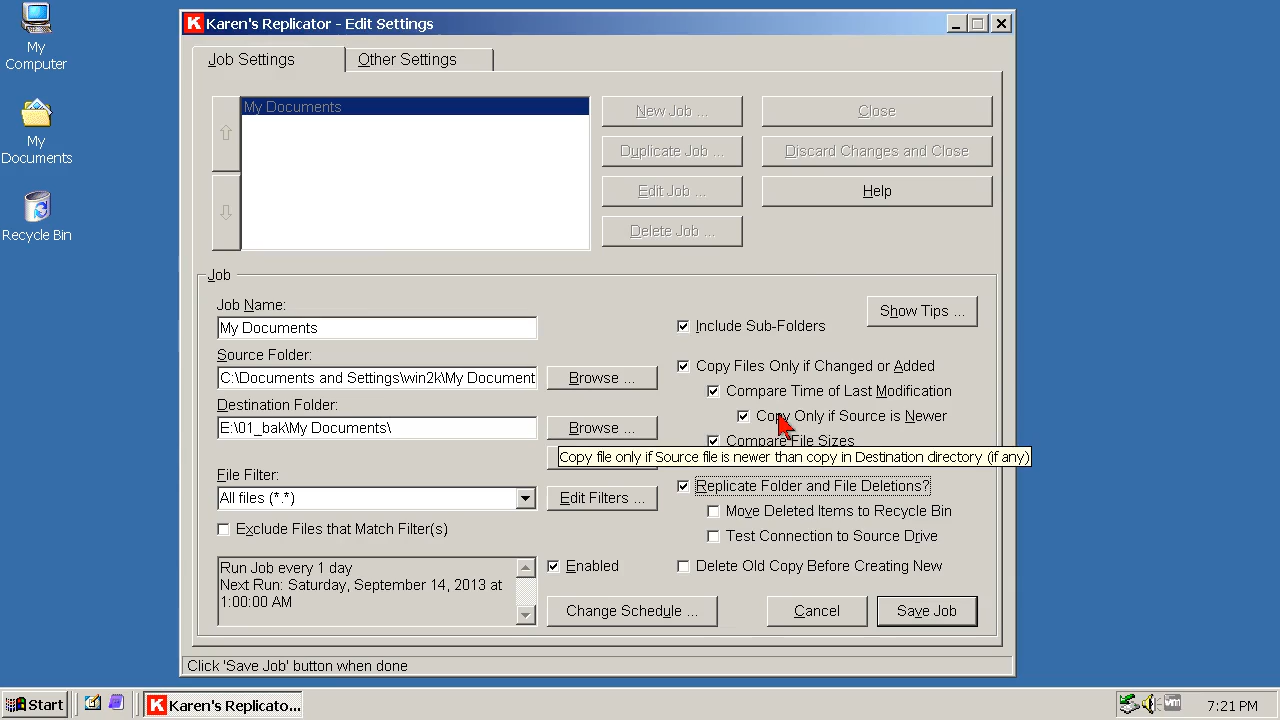 My Computer
My Documents
Recycle Bin
K Karen's Replicator - Edit Settings
Job Settings
Other Settings
My Documents
New Job ...
Close
Duplicate Job ...
Discard Changes and Close
Edit Job ...
Help
Delete Job ...
Job
Job Name:
My Documents
Show Tips ...
Include Sub-Folders
Source Folder:
C:\Documents and Settings\win2k\My Document
Browse ...
Copy Files Only if Changed or Added
Compare Time of Last Modification
Destination Folder:
E:\01_bak\My Documents\
Browse ...
Copy Only if Source is Newer
Compare File Sizes
Copy file only if Source file is newer than copy in Destination directory (if any)
File Filter:
All files (*.*)
Edit Filters ...
Replicate Folder and File Deletions?
Move Deleted Items to Recycle Bin
Exclude Files that Match Filter(s)
Test Connection to Source Drive
Run Job every 1 day
Next Run: Saturday, September 14, 2013 at
1:00:00 AM
Enabled
Delete Old Copy Before Creating New
Change Schedule ...
Cancel
Save Job
Click 'Save Job' button when done
Start
K Karen's Replicato...
vm
7:21 PM